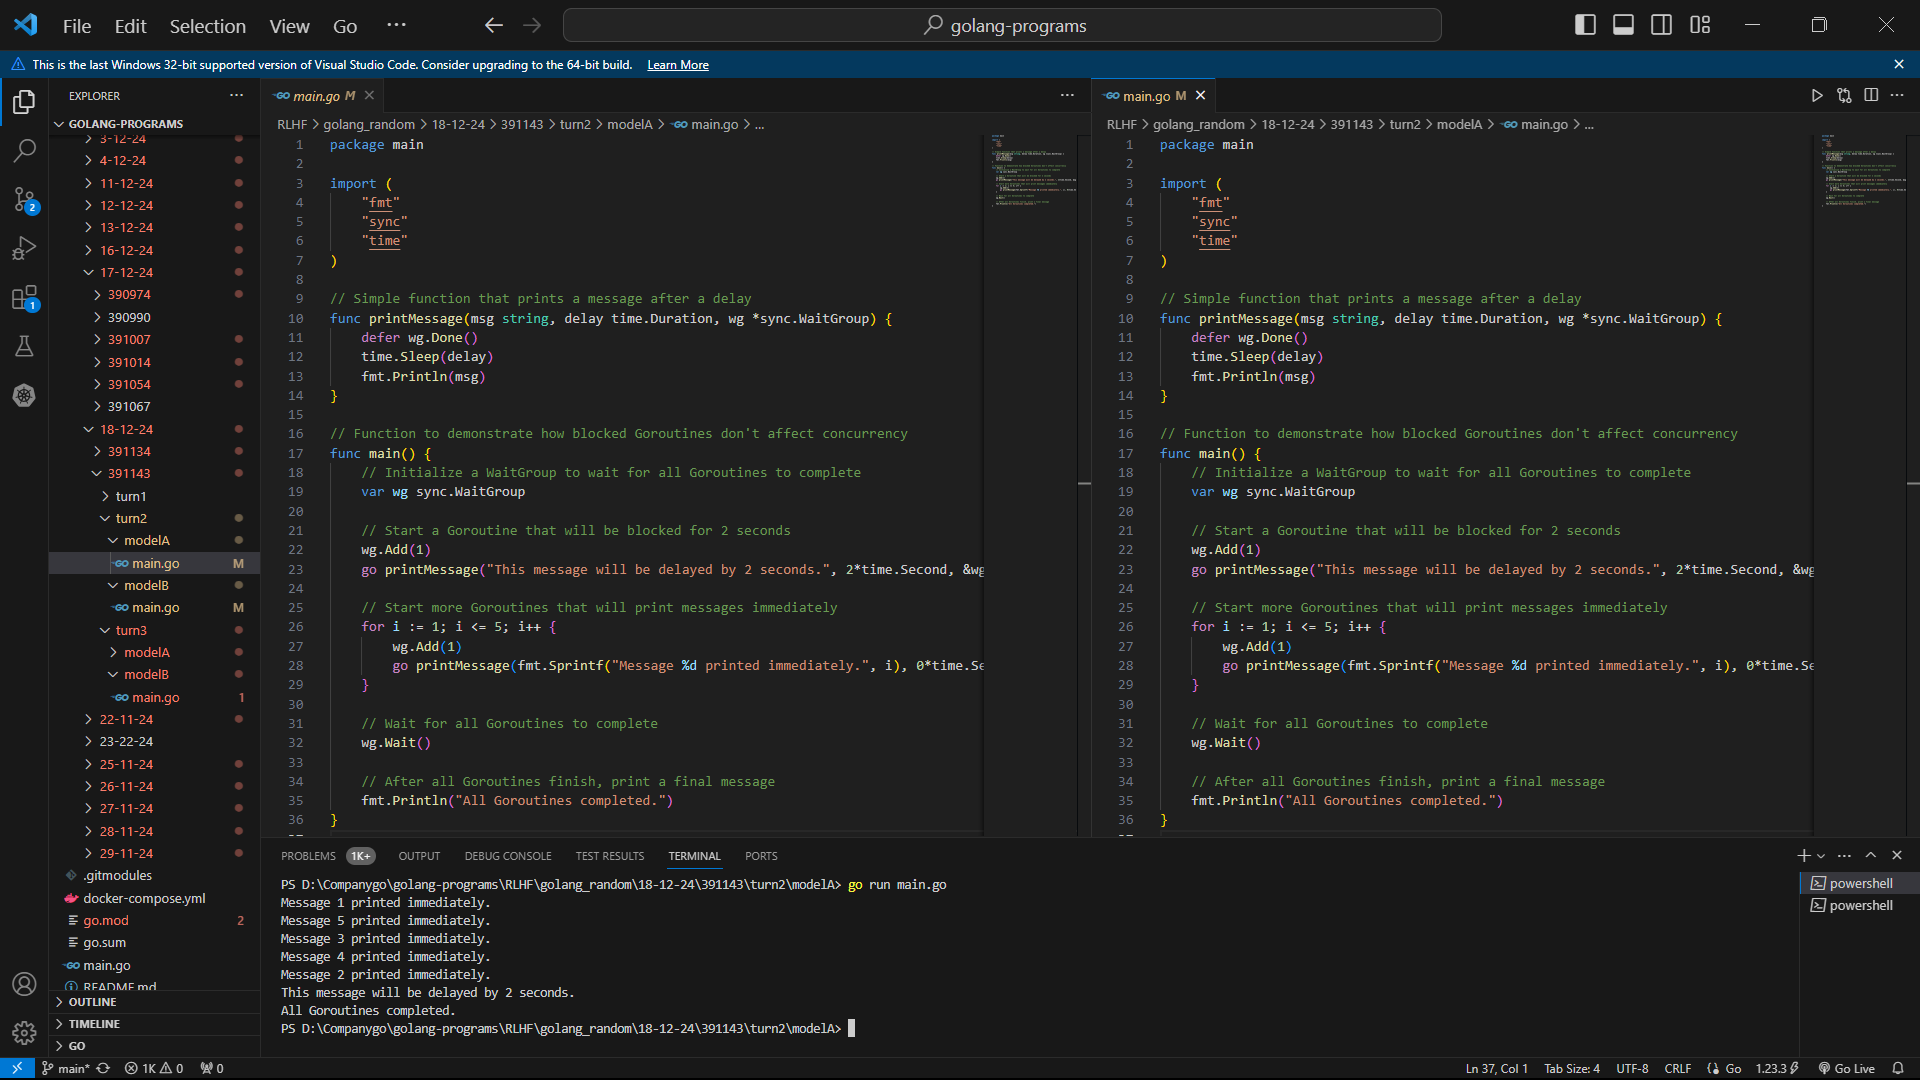 File Edit Selection View Go ··· golang-programs
This is the last Windows 32-bit supported version of Visual Studio Code. Consider upgrading to the 64-bit build. Learn More
EXPLORER
GOLANG-PROGRAMS
3-12-24
4-12-24
11-12-24
12-12-24
13-12-24
16-12-24
17-12-24
390974
390990
391007
391014
391054
391067
18-12-24
391134
391143
turn1
turn2
modelA
main.go M
modelB
main.go M
turn3
modelA
modelB
main.go 1
22-11-24
23-22-24
25-11-24
26-11-24
27-11-24
28-11-24
29-11-24
.gitmodules
docker-compose.yml
go.mod 2
go.sum
main.go
README.md
OUTLINE
TIMELINE
GO
2
1
main.go M
RLHF > golang_random > 18-12-24 > 391143 > turn2 > modelA > main.go > ...
1 package main
2
3 import (
4 "fmt"
5 "sync"
6 "time"
7 )
8
9 // Simple function that prints a message after a delay
10 func printMessage(msg string, delay time.Duration, wg *sync.WaitGroup) {
11 defer wg.Done()
12 time.Sleep(delay)
13 fmt.Println(msg)
14 }
15
16 // Function to demonstrate how blocked Goroutines don't affect concurrency
17 func main() {
18 // Initialize a WaitGroup to wait for all Goroutines to complete
19 var wg sync.WaitGroup
20
21 // Start a Goroutine that will be blocked for 2 seconds
22 wg.Add(1)
23 go printMessage("This message will be delayed by 2 seconds.", 2*time.Second, &wg
24
25 // Start more Goroutines that will print messages immediately
26 for i := 1; i <= 5; i++ {
27 wg.Add(1)
28 go printMessage(fmt.Sprintf("Message %d printed immediately.", i), 0*time.Se
29 }
30
31 // Wait for all Goroutines to complete
32 wg.Wait()
33
34 // After all Goroutines finish, print a final message
35 fmt.Println("All Goroutines completed.")
36 }
main.go M
RLHF > golang_random > 18-12-24 > 391143 > turn2 > modelA > main.go > ...
1 package main
2
3 import (
4 "fmt"
5 "sync"
6 "time"
7 )
8
9 // Simple function that prints a message after a delay
10 func printMessage(msg string, delay time.Duration, wg *sync.WaitGroup) {
11 defer wg.Done()
12 time.Sleep(delay)
13 fmt.Println(msg)
14 }
15
16 // Function to demonstrate how blocked Goroutines don't affect concurrency
17 func main() {
18 // Initialize a WaitGroup to wait for all Goroutines to complete
19 var wg sync.WaitGroup
20
21 // Start a Goroutine that will be blocked for 2 seconds
22 wg.Add(1)
23 go printMessage("This message will be delayed by 2 seconds.", 2*time.Second, &wg
24
25 // Start more Goroutines that will print messages immediately
26 for i := 1; i <= 5; i++ {
27 wg.Add(1)
28 go printMessage(fmt.Sprintf("Message %d printed immediately.", i), 0*time.Se
29 }
30
31 // Wait for all Goroutines to complete
32 wg.Wait()
33
34 // After all Goroutines finish, print a final message
35 fmt.Println("All Goroutines completed.")
36 }
PROBLEMS 1K+ OUTPUT DEBUG CONSOLE TEST RESULTS TERMINAL PORTS
PS D:\Companygo\golang-programs\RLHF\golang_random\18-12-24\391143\turn2\modelA> go run main.go
Message 1 printed immediately.
Message 5 printed immediately.
Message 3 printed immediately.
Message 4 printed immediately.
Message 2 printed immediately.
This message will be delayed by 2 seconds.
All Goroutines completed.
PS D:\Companygo\golang-programs\RLHF\golang_random\18-12-24\391143\turn2\modelA>
powershell
powershell
main* 1K 0 0 Ln 37, Col 1 Tab Size: 4 UTF-8 CRLF Go 1.23.3 Go Live